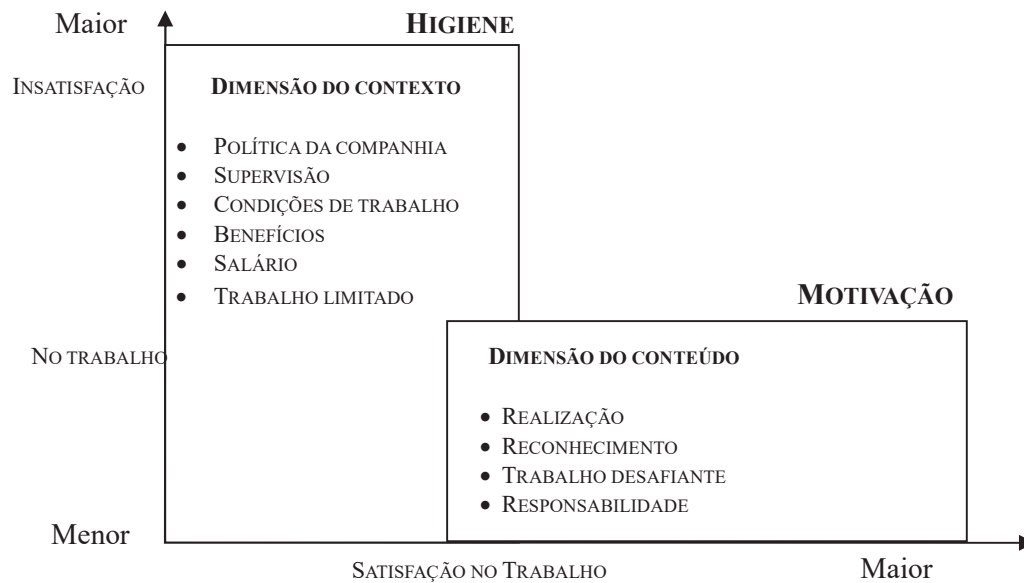 Maior
HIGIENE
INSATISFAÇÃO
DIMENSÃO DO CONTEXTO
• POLÍTICA DA COMPANHIA
• SUPERVISÃO
• CONDIÇÕES DE TRABALHO
• BENEFÍCIOS
• SALÁRIO
• TRABALHO LIMITADO
MOTIVAÇÃO
NO TRABALHO
DIMENSÃO DO CONTEÚDO
• REALIZAÇÃO
• RECONHECIMENTO
• TRABALHO DESAFIANTE
• RESPONSABILIDADE
Menor
SATISFAÇÃO NO TRABALHO
Maior